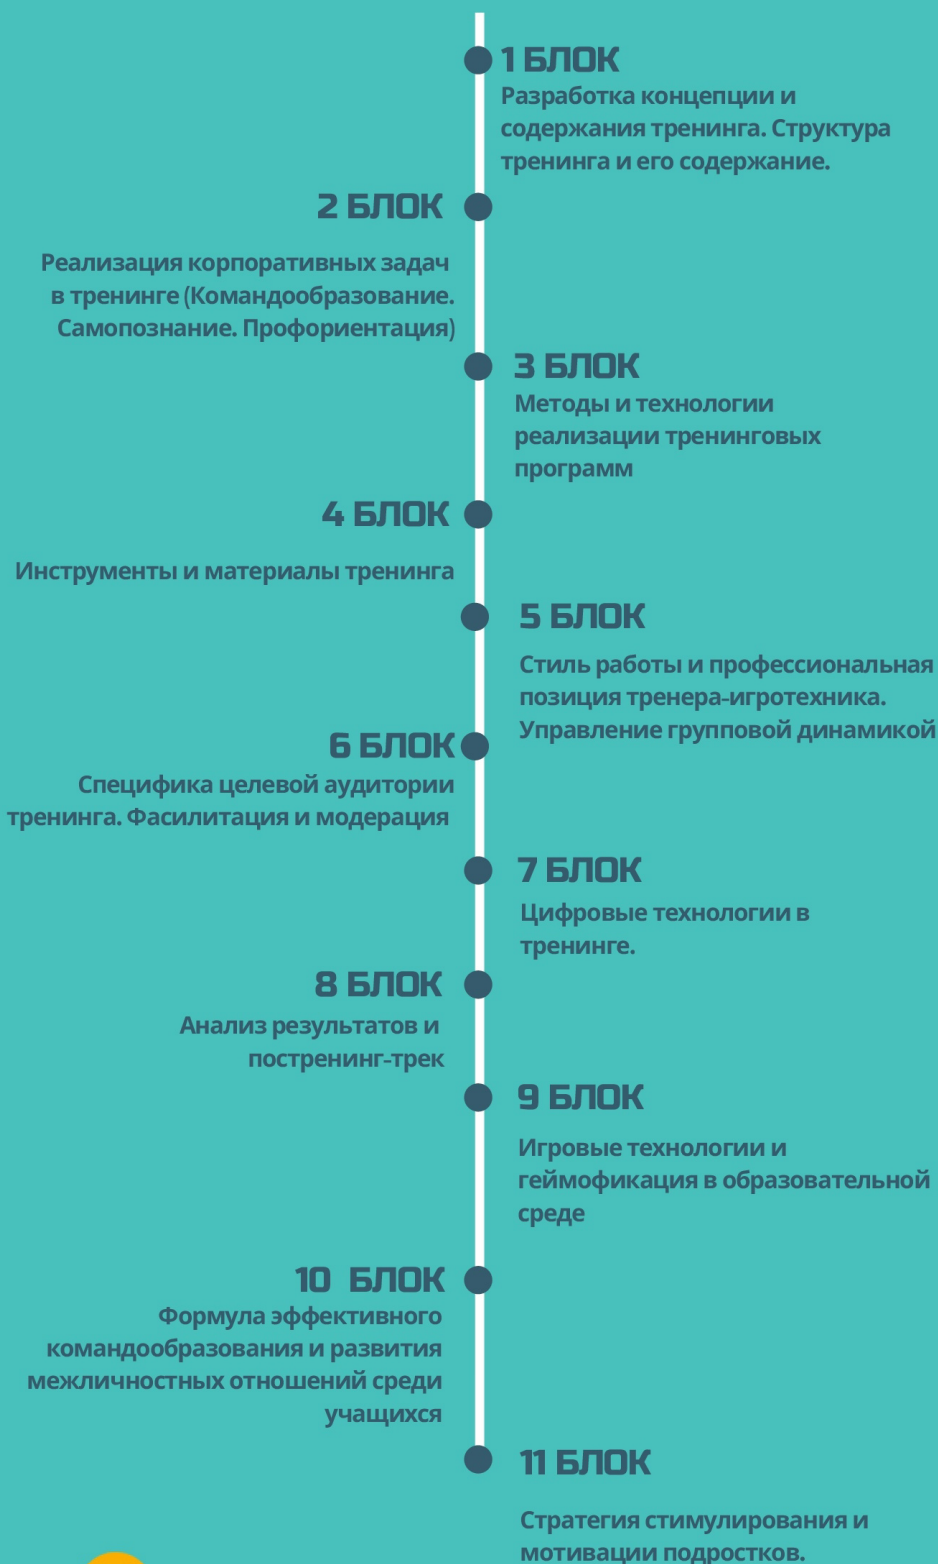 1 БЛОК
Разработка концепции и
содержания тренинга. Структура
тренинга и его содержание.
2 БЛОК
Реализация корпоративных задач
в тренинге (Командообразование.
Самопознание. Профориентация)
3 БЛОК
Методы и технологии
реализации тренинговых
программ
4 БЛОК
Инструменты и материалы тренинга
5 БЛОК
Стиль работы и профессиональная
позиция тренера-игротехника.
Управление групповой динамикой
6 БЛОК
Специфика целевой аудитории
тренинга. Фасилитация и модерация
7 БЛОК
Цифровые технологии в
тренинге.
8 БЛОК
Анализ результатов и
постренинг-трек
9 БЛОК
Игровые технологии и
геймофикация в образовательной
среде
10 БЛОК
Формула эффективного
командообразования и развития
межличностных отношений среди
учащихся
11 БЛОК
Стратегия стимулирования и
мотивации подростков.